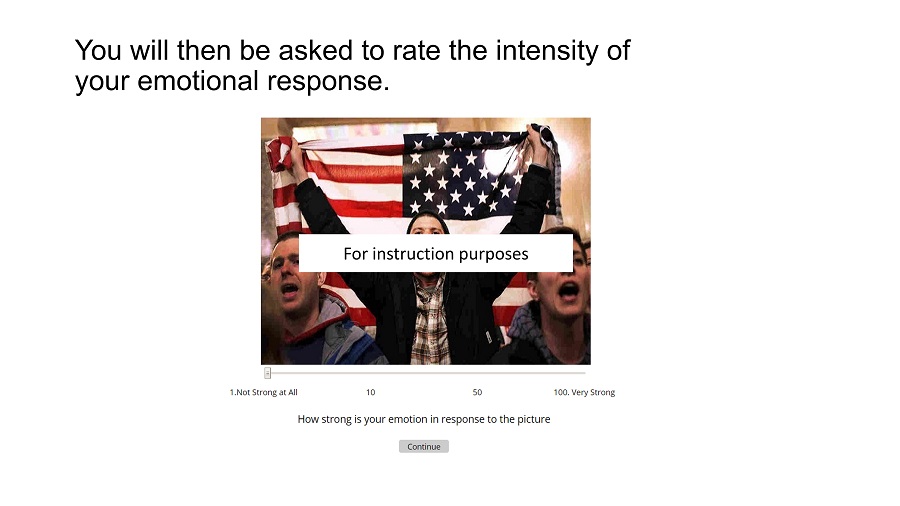 You will then be asked to rate the intensity of
your emotional response.
For instruction purposes
1.Not Strong at All 10 50 100. Very Strong
How strong is your emotion in response to the picture
Continue